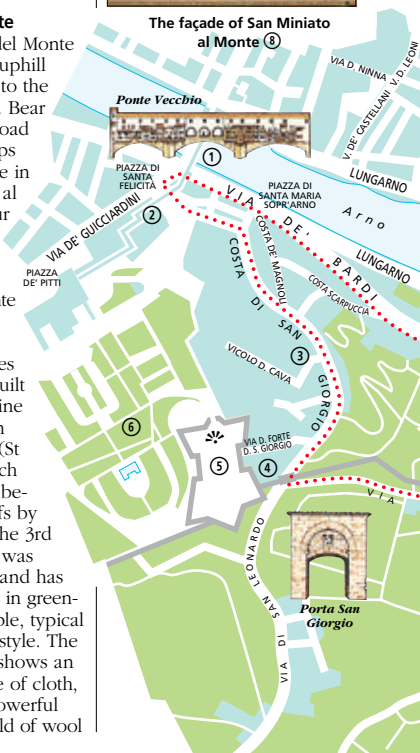 te
del Monte
uphill
to the
. Bear
oad
ps
e in
al
ur
nte
es
uilt
ine
n
(St
ch
be-
fs by
he 3rd
was
and has
in green-
ble, typical
style. The
shows an
e of cloth,
owerful
ld of wool
The façade of San Miniato
al Monte ⑧
VIA D. NINNA
V. D. LEONI
V. DE' CASTELLANI
Ponte Vecchio
①
LUNGARNO
PIAZZA DI
SANTA
FELICITÀ
PIAZZA DI
SANTA MARIA
SOPR'ARNO
Arno
②
VIA DE' GUICCIARDINI
VIA DE' BARDI
LUNGARNO
COSTA DE' MAGNOLI
COSTA SCARPUCCIA
PIAZZA
DE' PITTI
COSTA DI SAN GIORGIO
③
VICOLO D. CAVA
⑥
VIA D. FORTE
D. S. GIORGIO
⑤
④
VIA
VIA DI SAN LEONARDO
Porta San
Giorgio